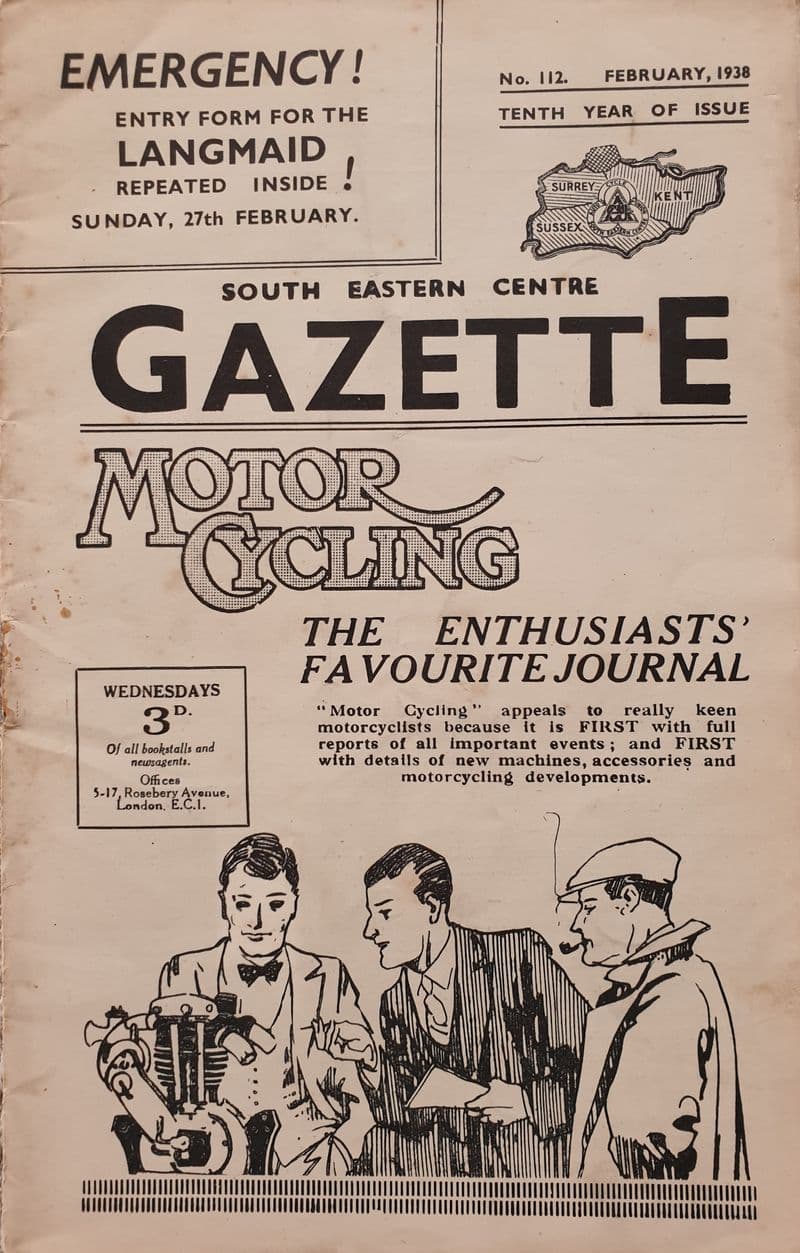 EMERGENCY!
ENTRY FORM FOR THE
LANGMAID
REPEATED INSIDE !
SUNDAY, 27th FEBRUARY.
No. 112. FEBRUARY, 1938
TENTH YEAR OF ISSUE
SURREY
KENT
SUSSEX
SOUTH EASTERN CENTRE
GAZETTE
MOTOR
CYCLING
THE ENTHUSIASTS'
FAVOURITE JOURNAL
WEDNESDAYS
3D.
Of all bookstalls and
newsagents.
Offices
5-17, Rosebery Avenue,
London, E.C.1.
"Motor Cycling" appeals to really keen
motorcyclists because it is FIRST with full
reports of all important events; and FIRST
with details of new machines, accessories and
motorcycling developments.